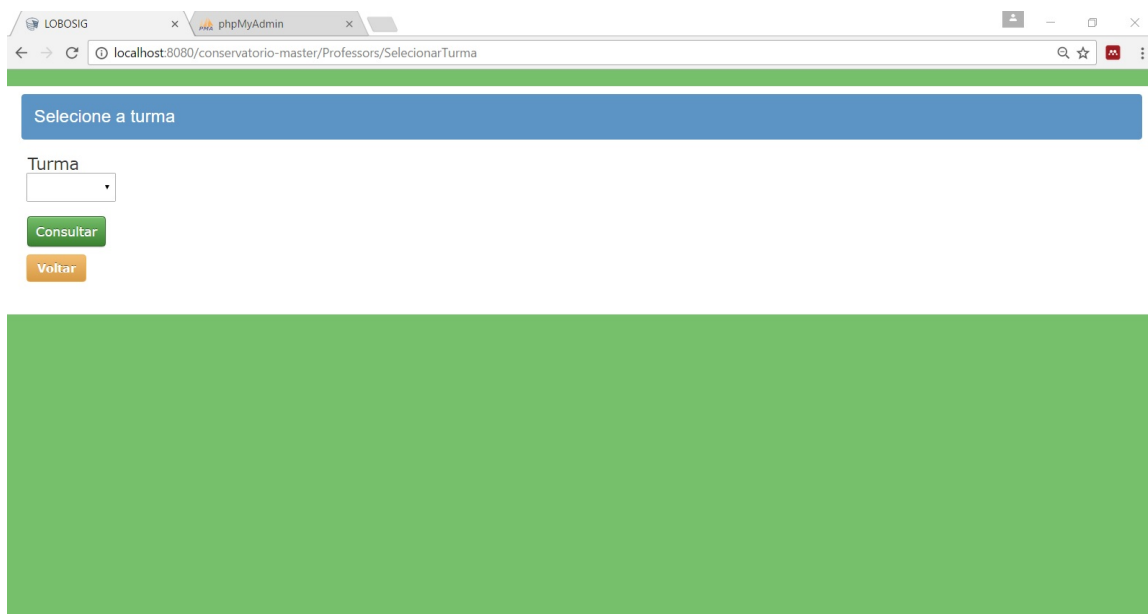 LOBOSIG
phpMyAdmin
localhost:8080/conservatorio-master/Professors/SelecionarTurma
Selecione a turma
Turma
Consultar
Voltar